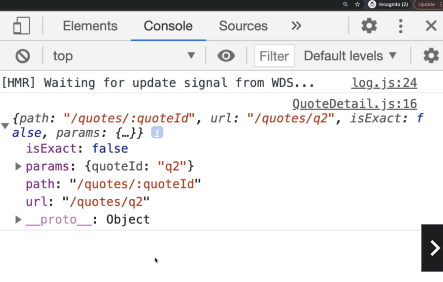 Incognito (2) Update
Elements Console Sources
top Filter Default levels
[HMR] Waiting for update signal from WDS... log.js:24
QuoteDetail.js:16
{path: "/quotes/:quoteId", url: "/quotes/q2", isExact: f
alse, params: {…}} i
isExact: false
params: {quoteId: "q2"}
path: "/quotes/:quoteId"
url: "/quotes/q2"
__proto__: Object